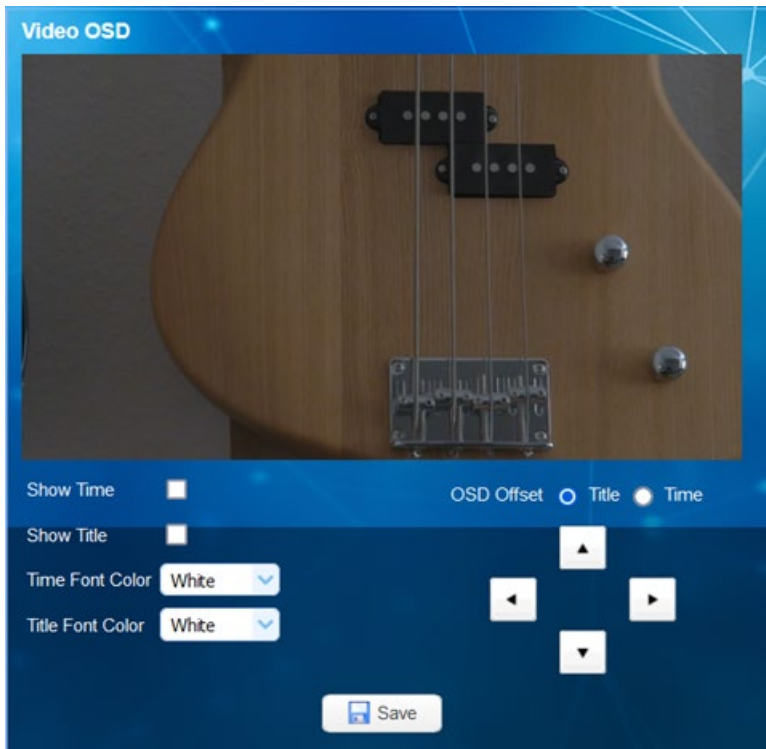 Video OSD
Show Time
OSD Offset Title Time
Show Title
Time Font Color White
Title Font Color White
Save